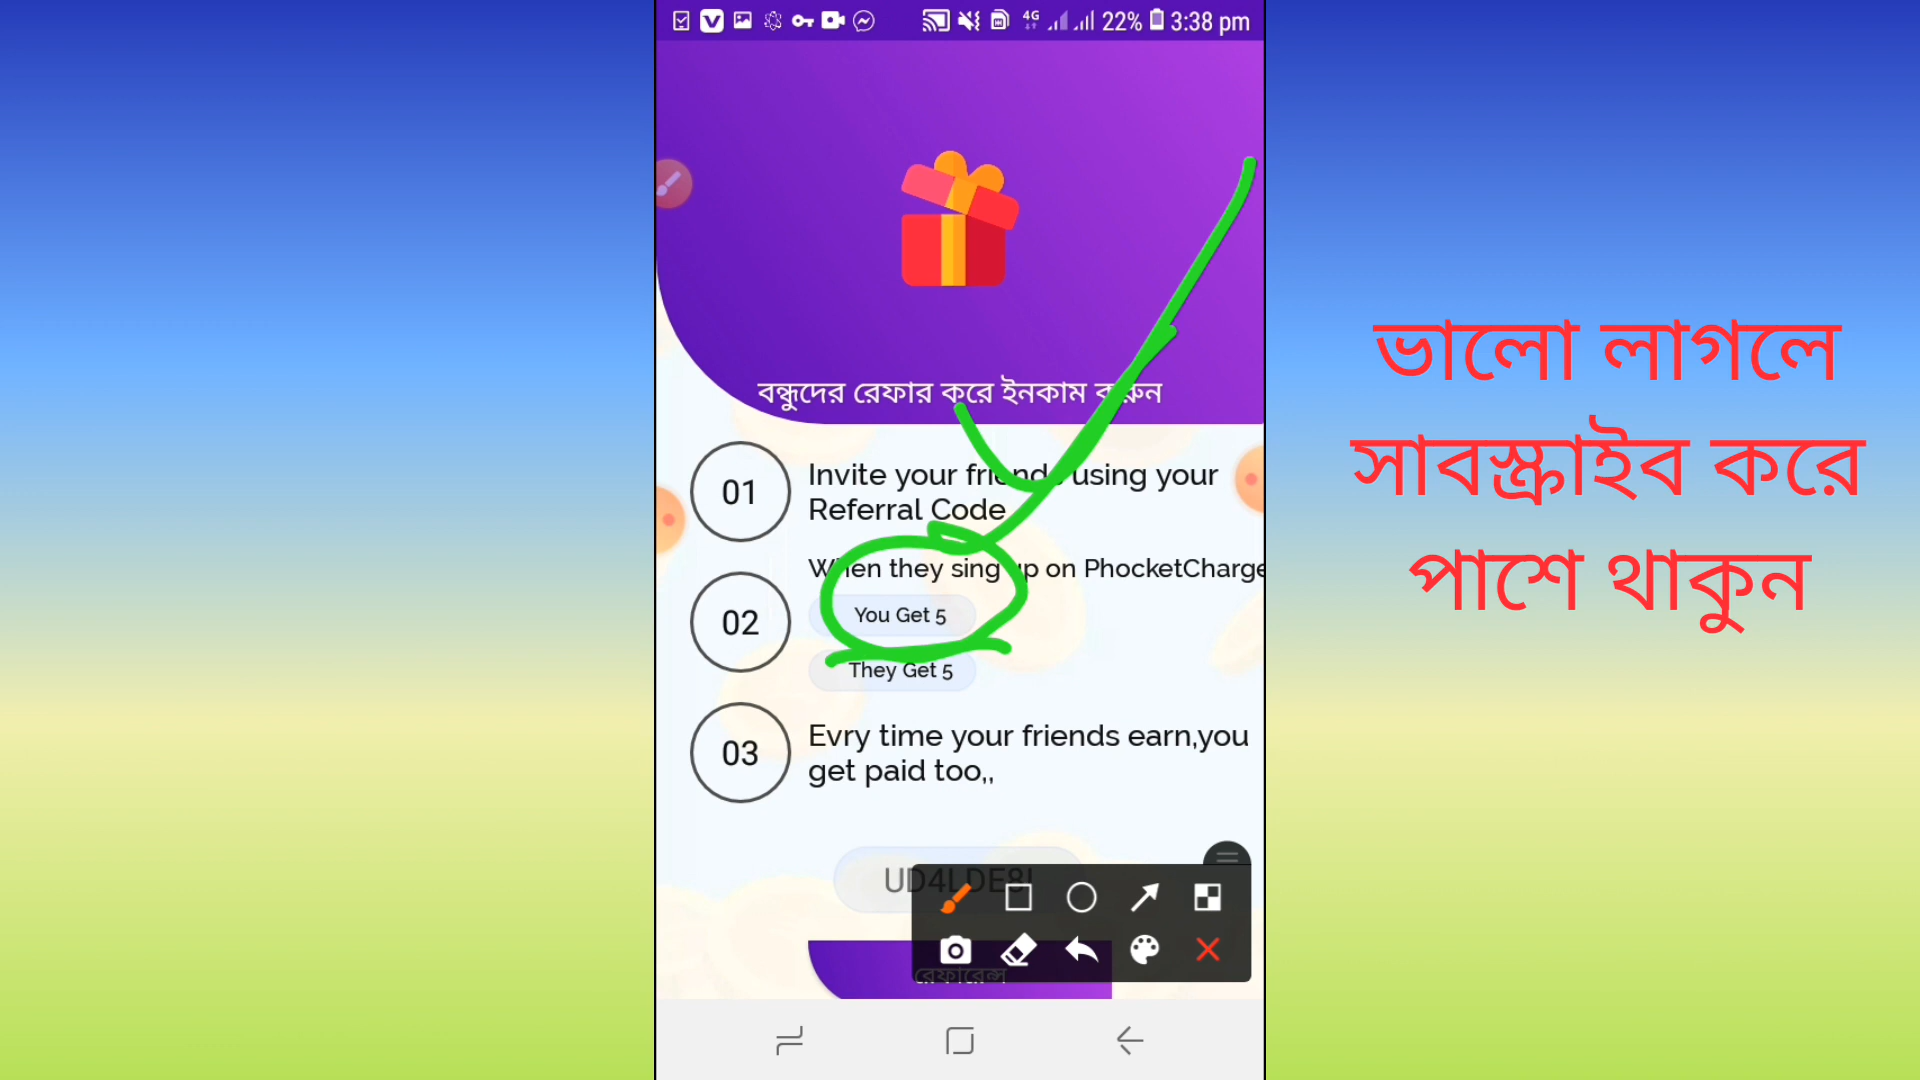 4G 22% 3:38 pm
বন্ধুদের রেফার করে ইনকাম করুন
01
Invite your friends using your
Referral Code
When they sing up on PhocketCharge
02
You Get 5
They Get 5
03
Evry time your friends earn,you
get paid too,,
রেফারেন্স
ভালো লাগলে
সাবস্ক্রাইব করে
পাশে থাকুন